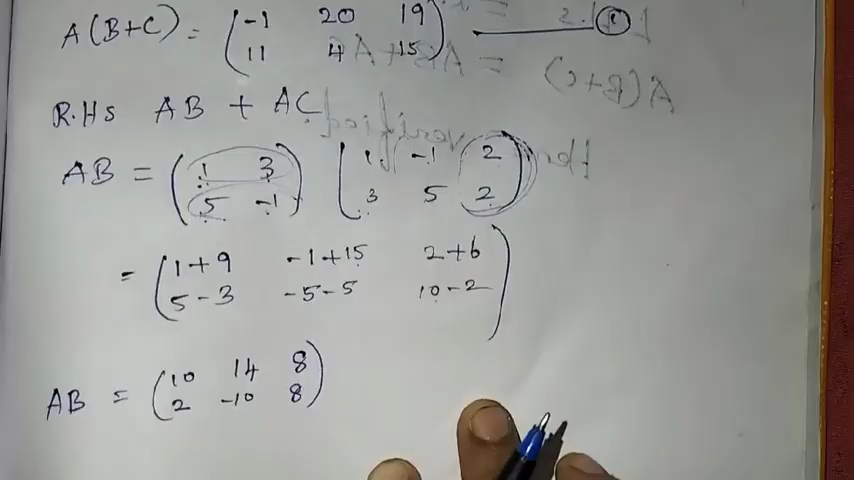 A(B+C) = (-1 20 19
11 4 15) ——— ①
R.Hs AB + AC
AB = (1 3
5 -1) (1 -1 2
3 5 2)
= (1+9 -1+15 2+6
5-3 -5-5 10-2)
AB = (10 14 8
2 -10 8)